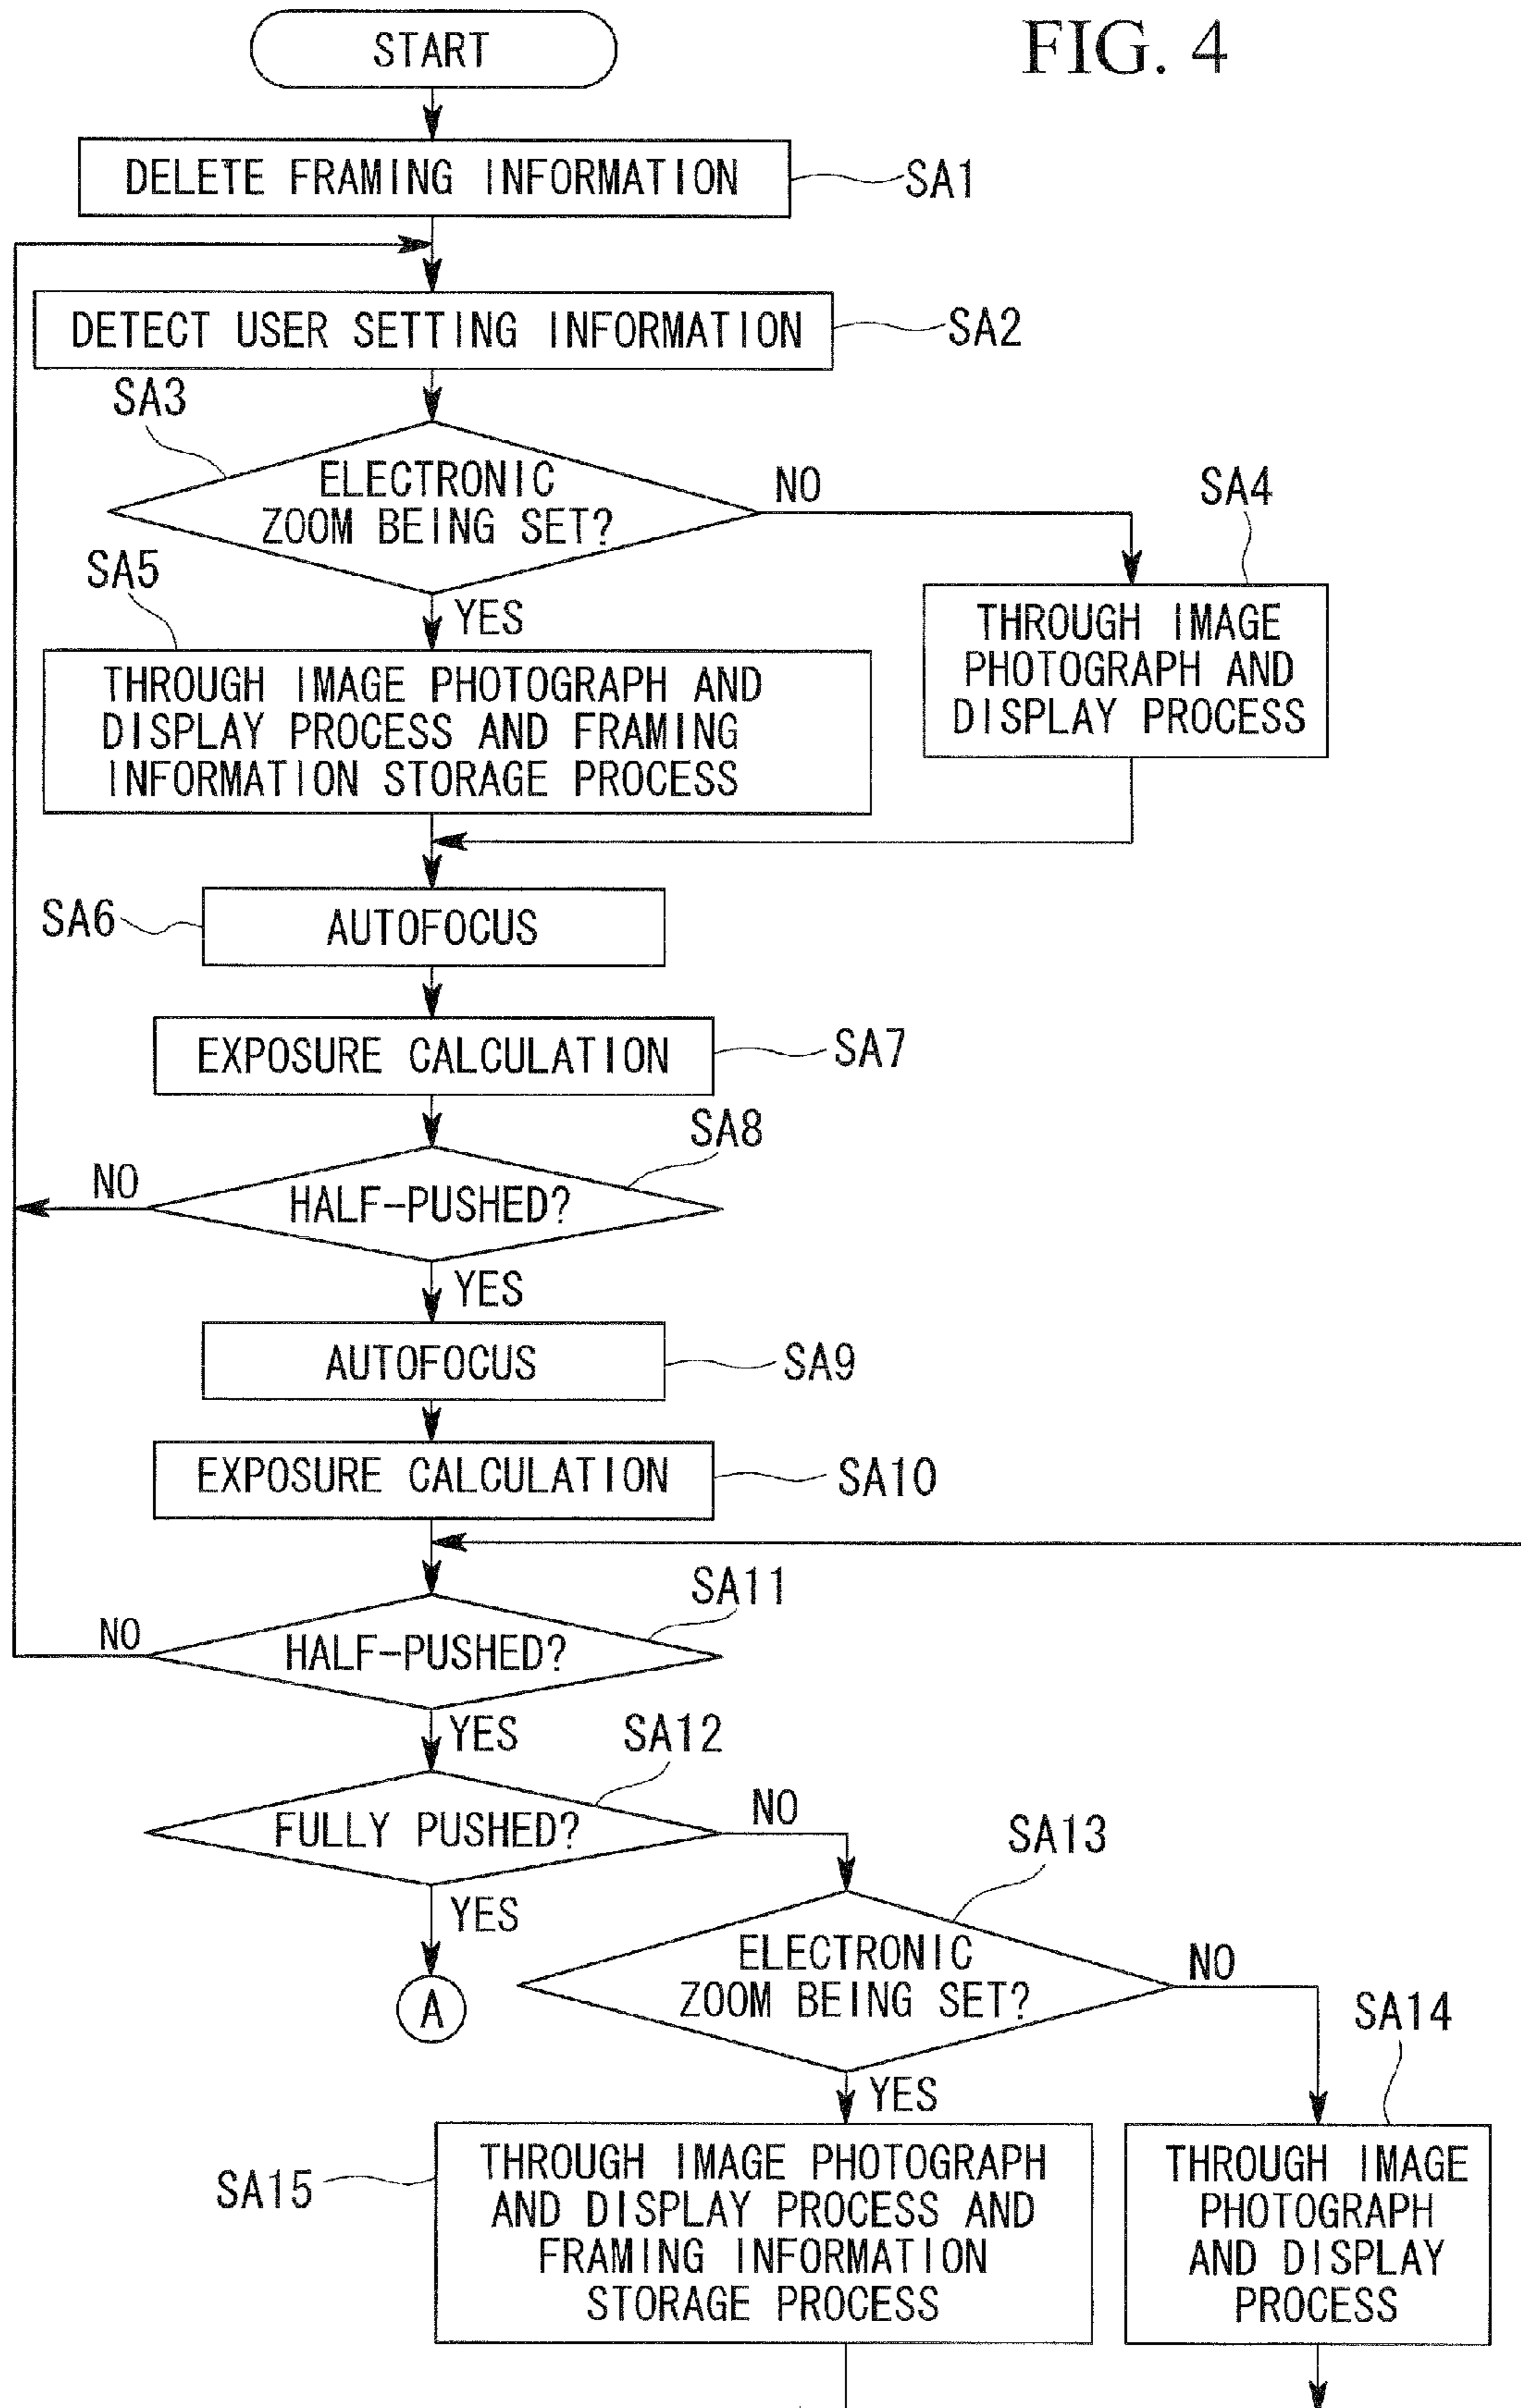 FIG. 4
START
DELETE FRAMING INFORMATION
SA1
DETECT USER SETTING INFORMATION
SA2
SA3
ELECTRONIC
ZOOM BEING SET?
NO
YES
SA4
THROUGH IMAGE
PHOTOGRAPH AND
DISPLAY PROCESS
SA5
THROUGH IMAGE PHOTOGRAPH AND
DISPLAY PROCESS AND FRAMING
INFORMATION STORAGE PROCESS
SA6
AUTOFOCUS
EXPOSURE CALCULATION
SA7
SA8
NO
HALF-PUSHED?
YES
AUTOFOCUS
SA9
EXPOSURE CALCULATION
SA10
SA11
NO
HALF-PUSHED?
YES
SA12
FULLY PUSHED?
NO
YES
A
SA13
ELECTRONIC
ZOOM BEING SET?
NO
YES
SA14
THROUGH IMAGE
PHOTOGRAPH
AND DISPLAY
PROCESS
SA15
THROUGH IMAGE PHOTOGRAPH
AND DISPLAY PROCESS AND
FRAMING INFORMATION
STORAGE PROCESS